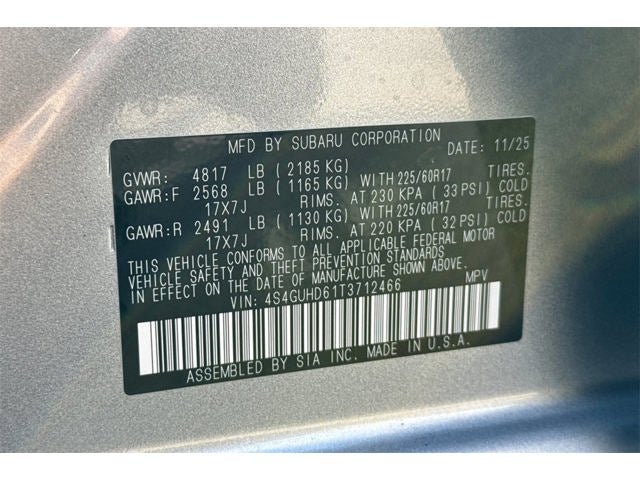 MFD BY SUBARU CORPORATION DATE: 11/25
GVWR: 4817 LB (2185 KG)
GAWR:F 2568 LB (1165 KG) WITH 225/60R17 TIRES.
17X7J RIMS. AT 230 KPA (33 PSI) COLD
GAWR:R 2491 LB (1130 KG) WITH 225/60R17 TIRES.
17X7J RIMS. AT 220 KPA (32 PSI) COLD
THIS VEHICLE CONFORMS TO ALL APPLICABLE FEDERAL MOTOR
VEHICLE SAFETY AND THEFT PREVENTION STANDARDS
IN EFFECT ON THE DATE OF MANUFACTURE SHOWN ABOVE.
VIN: 4S4GUHD61T3712466 MPV
ASSEMBLED BY SIA INC. MADE IN U.S.A.